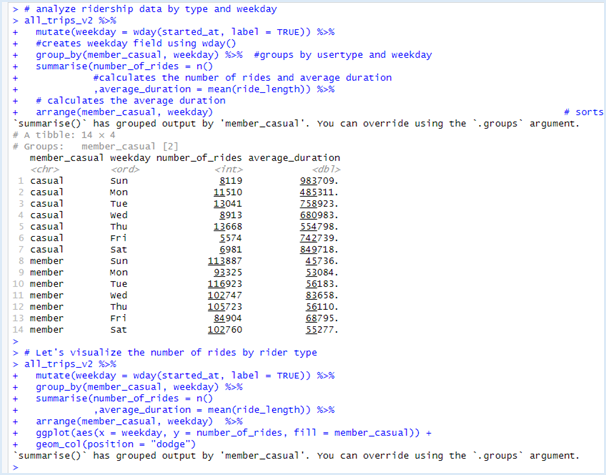 > # analyze ridership data by type and weekday
> all_trips_v2 %>%
+   mutate(weekday = wday(started_at, label = TRUE)) %>%
+   #creates weekday field using wday()
+   group_by(member_casual, weekday) %>%  #groups by usertype and weekday
+   summarise(number_of_rides = n()
+             #calculates the number of rides and average duration
+             ,average_duration = mean(ride_length)) %>%
+   # calculates the average duration
+   arrange(member_casual, weekday) # sorts
`summarise()` has grouped output by 'member_casual'. You can override using the `.groups` argument.
# A tibble: 14 × 4
# Groups:   member_casual [2]
   member_casual weekday number_of_rides average_duration
   <chr>         <ord>             <int>            <dbl>
 1 casual        Sun                8119          983709.
 2 casual        Mon               11510          485311.
 3 casual        Tue               13041          758923.
 4 casual        Wed                8913          680983.
 5 casual        Thu               13668          554798.
 6 casual        Fri                5574          742739.
 7 casual        Sat                6981          849718.
 8 member        Sun              113887           45736.
 9 member        Mon               93325           53084.
10 member        Tue              116923           56183.
11 member        Wed              102747           83658.
12 member        Thu              105723           56110.
13 member        Fri               84904           68795.
14 member        Sat              102760           55277.
>
> # Let's visualize the number of rides by rider type
> all_trips_v2 %>%
+   mutate(weekday = wday(started_at, label = TRUE)) %>%
+   group_by(member_casual, weekday) %>%
+   summarise(number_of_rides = n()
+             ,average_duration = mean(ride_length)) %>%
+   arrange(member_casual, weekday)  %>%
+   ggplot(aes(x = weekday, y = number_of_rides, fill = member_casual)) +
+   geom_col(position = "dodge")
`summarise()` has grouped output by 'member_casual'. You can override using the `.groups` argument.
>